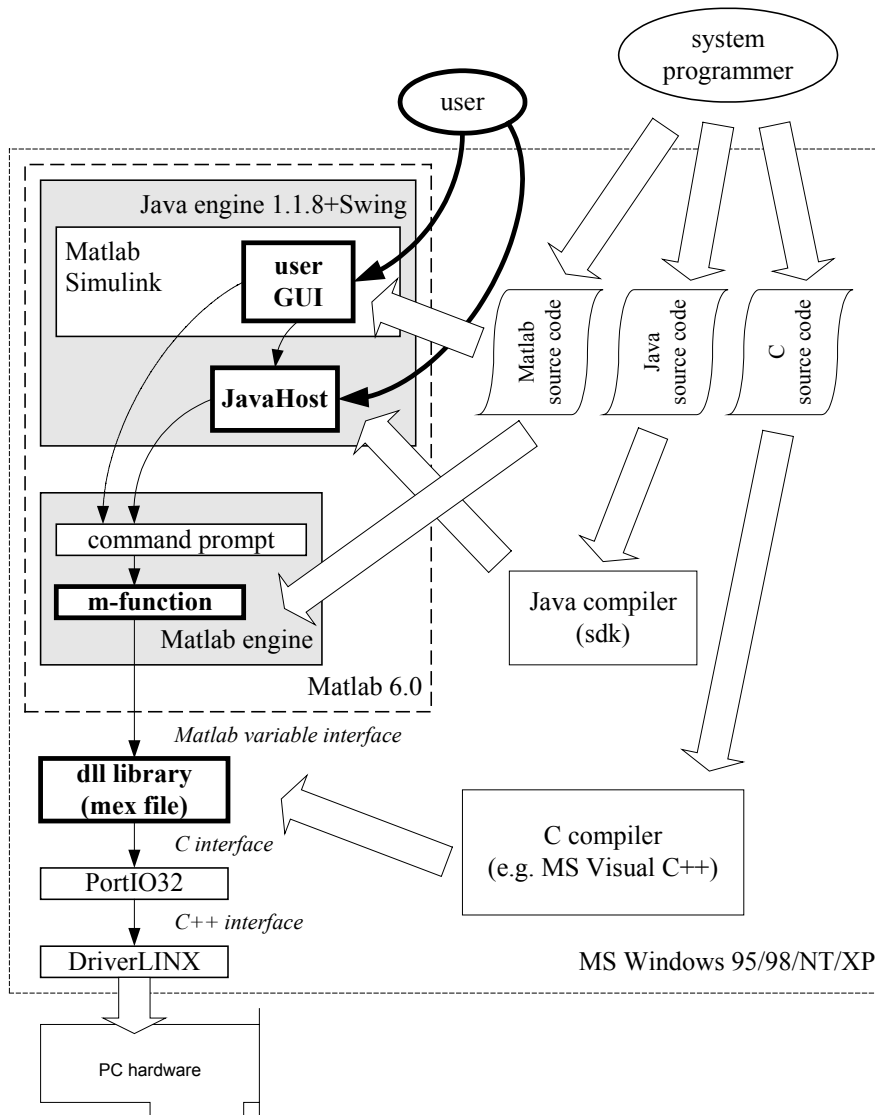 system
programmer
user
Java engine 1.1.8+Swing
Matlab
Simulink
user
GUI
JavaHost
Matlab
source code
Java
source code
C
source code
command prompt
m-function
Matlab engine
Matlab 6.0
Java compiler
(sdk)
Matlab variable interface
dll library
(mex file)
C interface
C compiler
(e.g. MS Visual C++)
PortIO32
C++ interface
DriverLINX
MS Windows 95/98/NT/XP
PC hardware